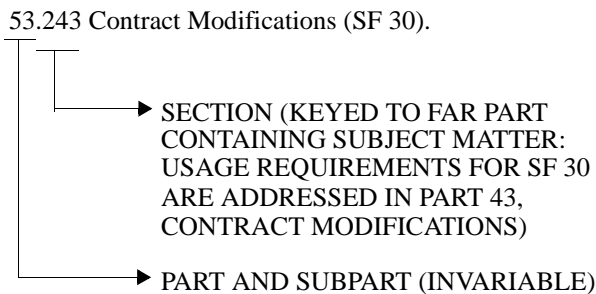 53.243 Contract Modifications (SF 30).
SECTION (KEYED TO FAR PART
CONTAINING SUBJECT MATTER:
USAGE REQUIREMENTS FOR SF 30
ARE ADDRESSED IN PART 43,
CONTRACT MODIFICATIONS)
PART AND SUBPART (INVARIABLE)